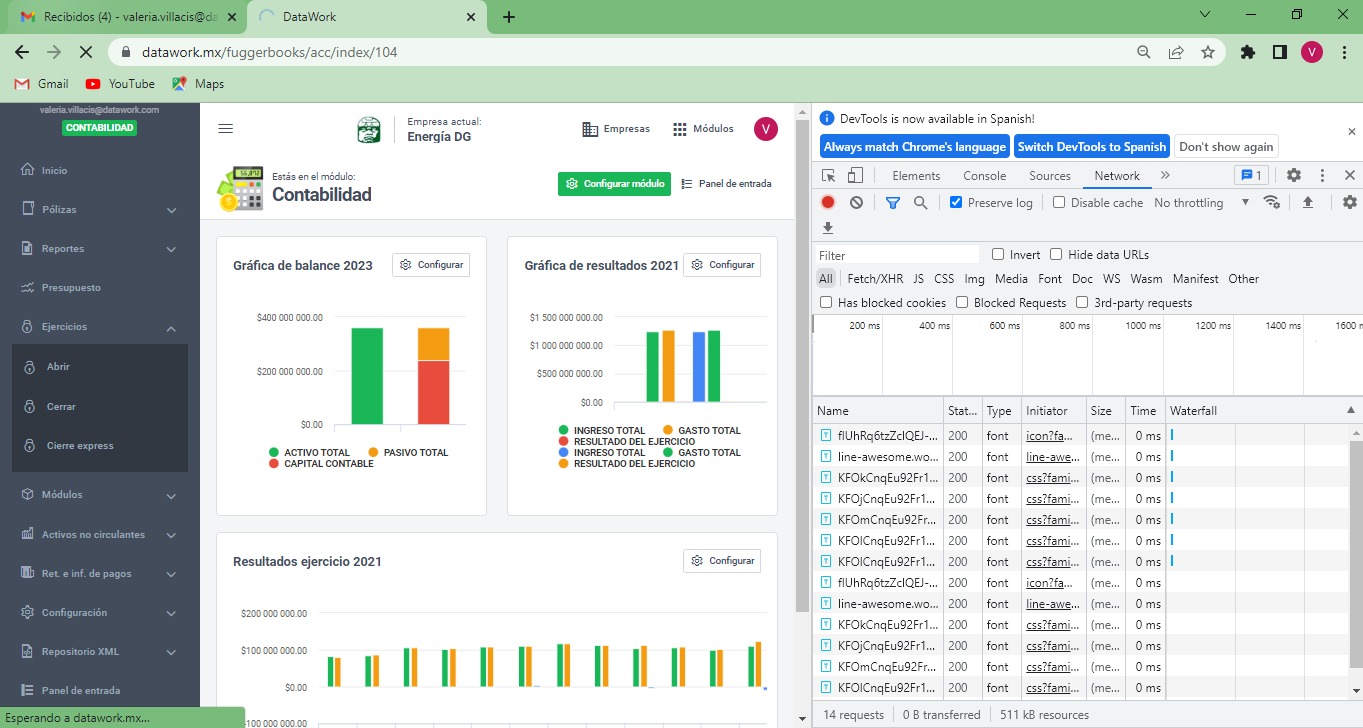 Recibidos (4) - valeria.villacis@da
DataWork
datawork.mx/fuggerbooks/acc/index/104
V
Gmail
YouTube
Maps
valeria.villacis@datawork.com
CONTABILIDAD
Inicio
Pólizas
Reportes
Presupuesto
Ejercicios
Abrir
Cerrar
Cierre express
Módulos
Activos no circulantes
Ret. e inf. de pagos
Configuración
Repositorio XML
Panel de entrada
Esperando a datawork.mx...
Empresa actual:
Energía DG
Empresas
Módulos
V
Estás en el módulo:
Contabilidad
Configurar módulo
Panel de entrada
Gráfica de balance 2023
Configurar
$400 000 000.00
$200 000 000.00
$0.00
ACTIVO TOTAL
PASIVO TOTAL
CAPITAL CONTABLE
Gráfica de resultados 2021
Configurar
$1 500 000 000.00
$1 000 000 000.00
$500 000 000.00
$0.00
INGRESO TOTAL
GASTO TOTAL
RESULTADO DEL EJERCICIO
INGRESO TOTAL
GASTO TOTAL
RESULTADO DEL EJERCICIO
Resultados ejercicio 2021
Configurar
$200 000 000.00
$100 000 000.00
$0.00
$100 000 000.00
DevTools is now available in Spanish!
Always match Chrome's language
Switch DevTools to Spanish
Don't show again
Elements
Console
Sources
Network
1
Preserve log
Disable cache
No throttling
Filter
Invert
Hide data URLs
All
Fetch/XHR
JS
CSS
Img
Media
Font
Doc
WS
Wasm
Manifest
Other
Has blocked cookies
Blocked Requests
3rd-party requests
200 ms
400 ms
600 ms
800 ms
1000 ms
1200 ms
1400 ms
1600 m
Name Stat... Type Initiator Size Time Waterfall
flUhRq6tzZclQEJ-... 200 font icon?fa... (me... 0 ms
line-awesome.wo... 200 font line-awe... (me... 0 ms
KFOkCnqEu92Fr1... 200 font css?fami... (me... 0 ms
KFOjCnqEu92Fr1... 200 font css?fami... (me... 0 ms
KFOmCnqEu92Fr... 200 font css?fami... (me... 0 ms
KFOlCnqEu92Fr1... 200 font css?fami... (me... 0 ms
KFOlCnqEu92Fr1... 200 font css?fami... (me... 0 ms
flUhRq6tzZclQEJ-... 200 font icon?fa... (me... 0 ms
line-awesome.wo... 200 font line-awe... (me... 0 ms
KFOkCnqEu92Fr1... 200 font css?fami... (me... 0 ms
KFOjCnqEu92Fr1... 200 font css?fami... (me... 0 ms
KFOmCnqEu92Fr... 200 font css?fami... (me... 0 ms
KFOlCnqEu92Fr1... 200 font css?fami... (me... 0 ms
14 requests
0 B transferred
511 kB resources